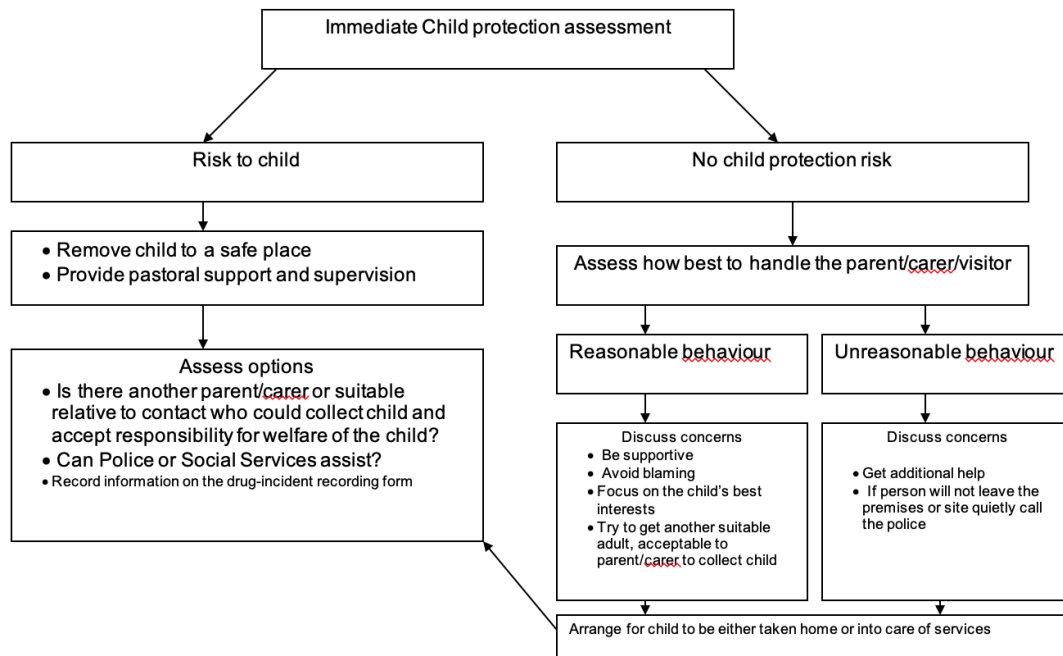 Immediate Child protection assessment
Risk to child
No child protection risk
• Remove child to a safe place
• Provide pastoral support and supervision
Assess how best to handle the parent/carer/visitor
Assess options
• Is there another parent/carer or suitable
relative to contact who could collect child and
accept responsibility for welfare of the child?
• Can Police or Social Services assist?
• Record information on the drug-incident recording form
Reasonable behaviour
Unreasonable behaviour
Discuss concerns
• Be supportive
• Avoid blaming
• Focus on the child's best
interests
• Try to get another suitable
adult, acceptable to
parent/carer to collect child
Discuss concerns
• Get additional help
• If person will not leave the
premises or site quietly call
the police
Arrange for child to be either taken home or into care of services